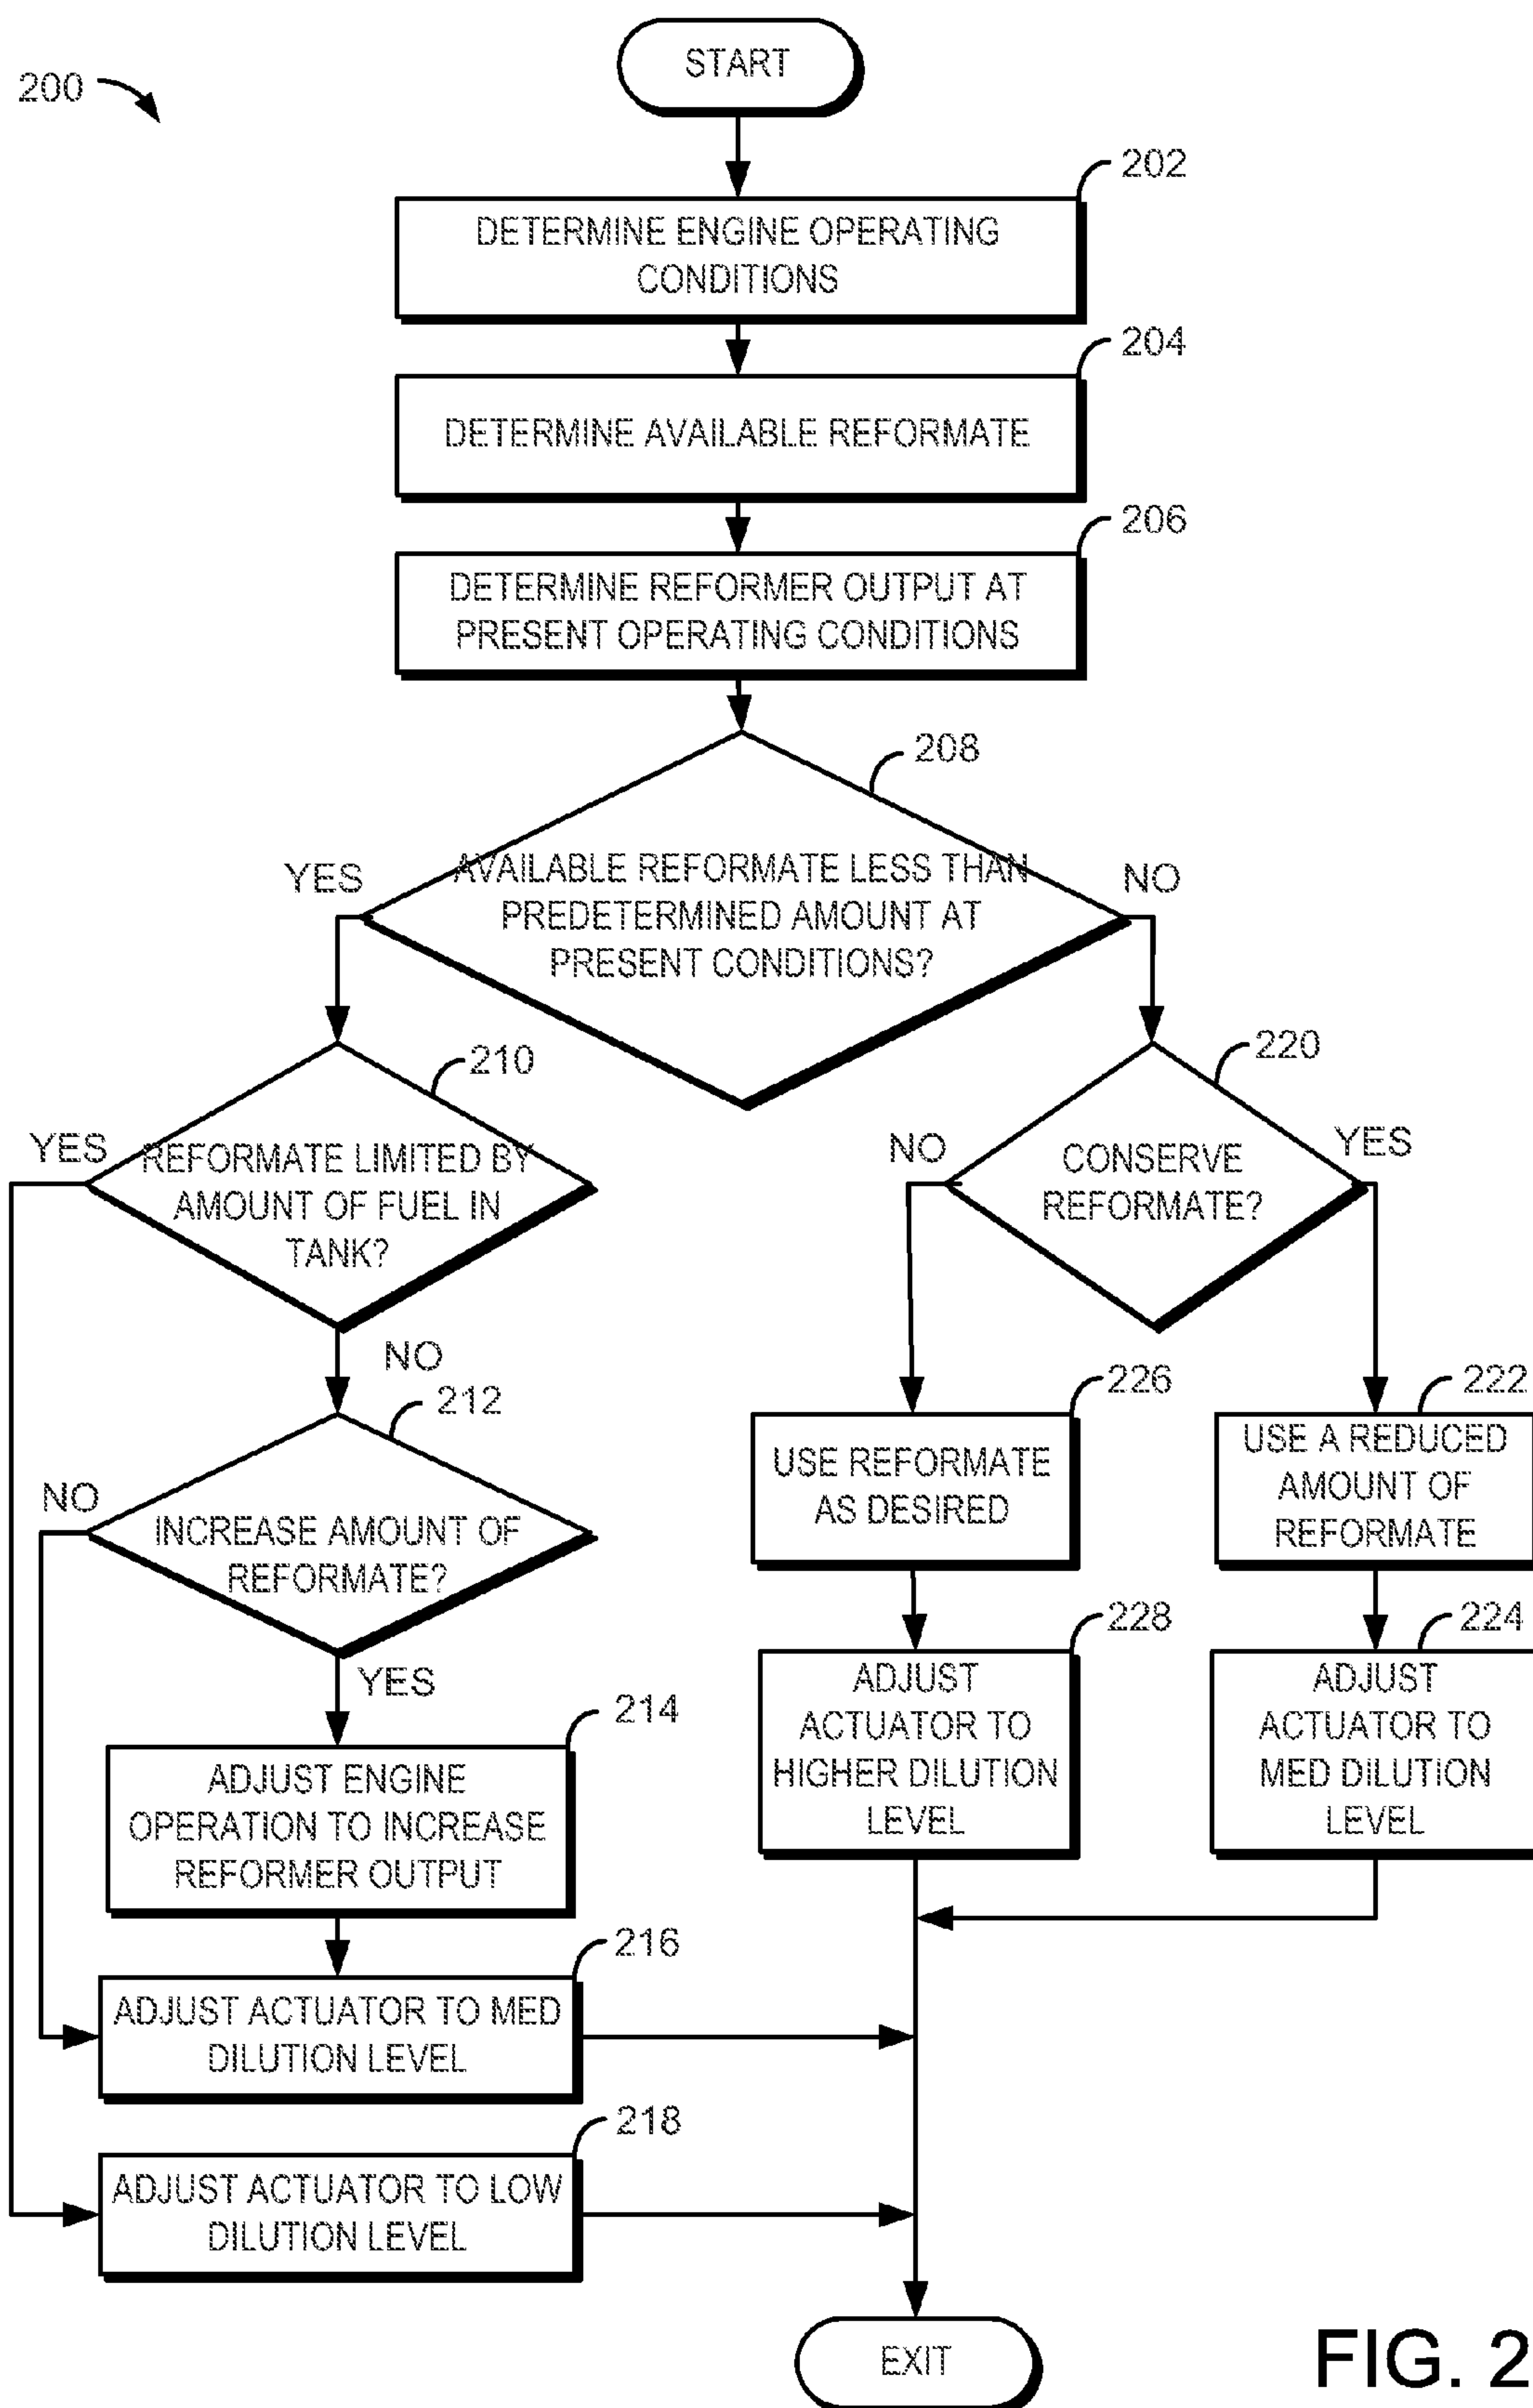 200
START
202
DETERMINE ENGINE OPERATING
CONDITIONS
204
DETERMINE AVAILABLE REFORMATE
206
DETERMINE REFORMER OUTPUT AT
PRESENT OPERATING CONDITIONS
208
YES
AVAILABLE REFORMATE LESS THAN
PREDETERMINED AMOUNT AT
PRESENT CONDITIONS?
NO
210
YES
REFORMATE LIMITED BY
AMOUNT OF FUEL IN
TANK?
NO
220
NO
CONSERVE
REFORMATE?
YES
212
NO
INCREASE AMOUNT OF
REFORMATE?
YES
226
USE REFORMATE
AS DESIRED
222
USE A REDUCED
AMOUNT OF
REFORMATE
228
ADJUST
ACTUATOR TO
HIGHER DILUTION
LEVEL
224
ADJUST
ACTUATOR TO
MED DILUTION
LEVEL
214
ADJUST ENGINE
OPERATION TO INCREASE
REFORMER OUTPUT
216
ADJUST ACTUATOR TO MED
DILUTION LEVEL
218
ADJUST ACTUATOR TO LOW
DILUTION LEVEL
EXIT
FIG. 2